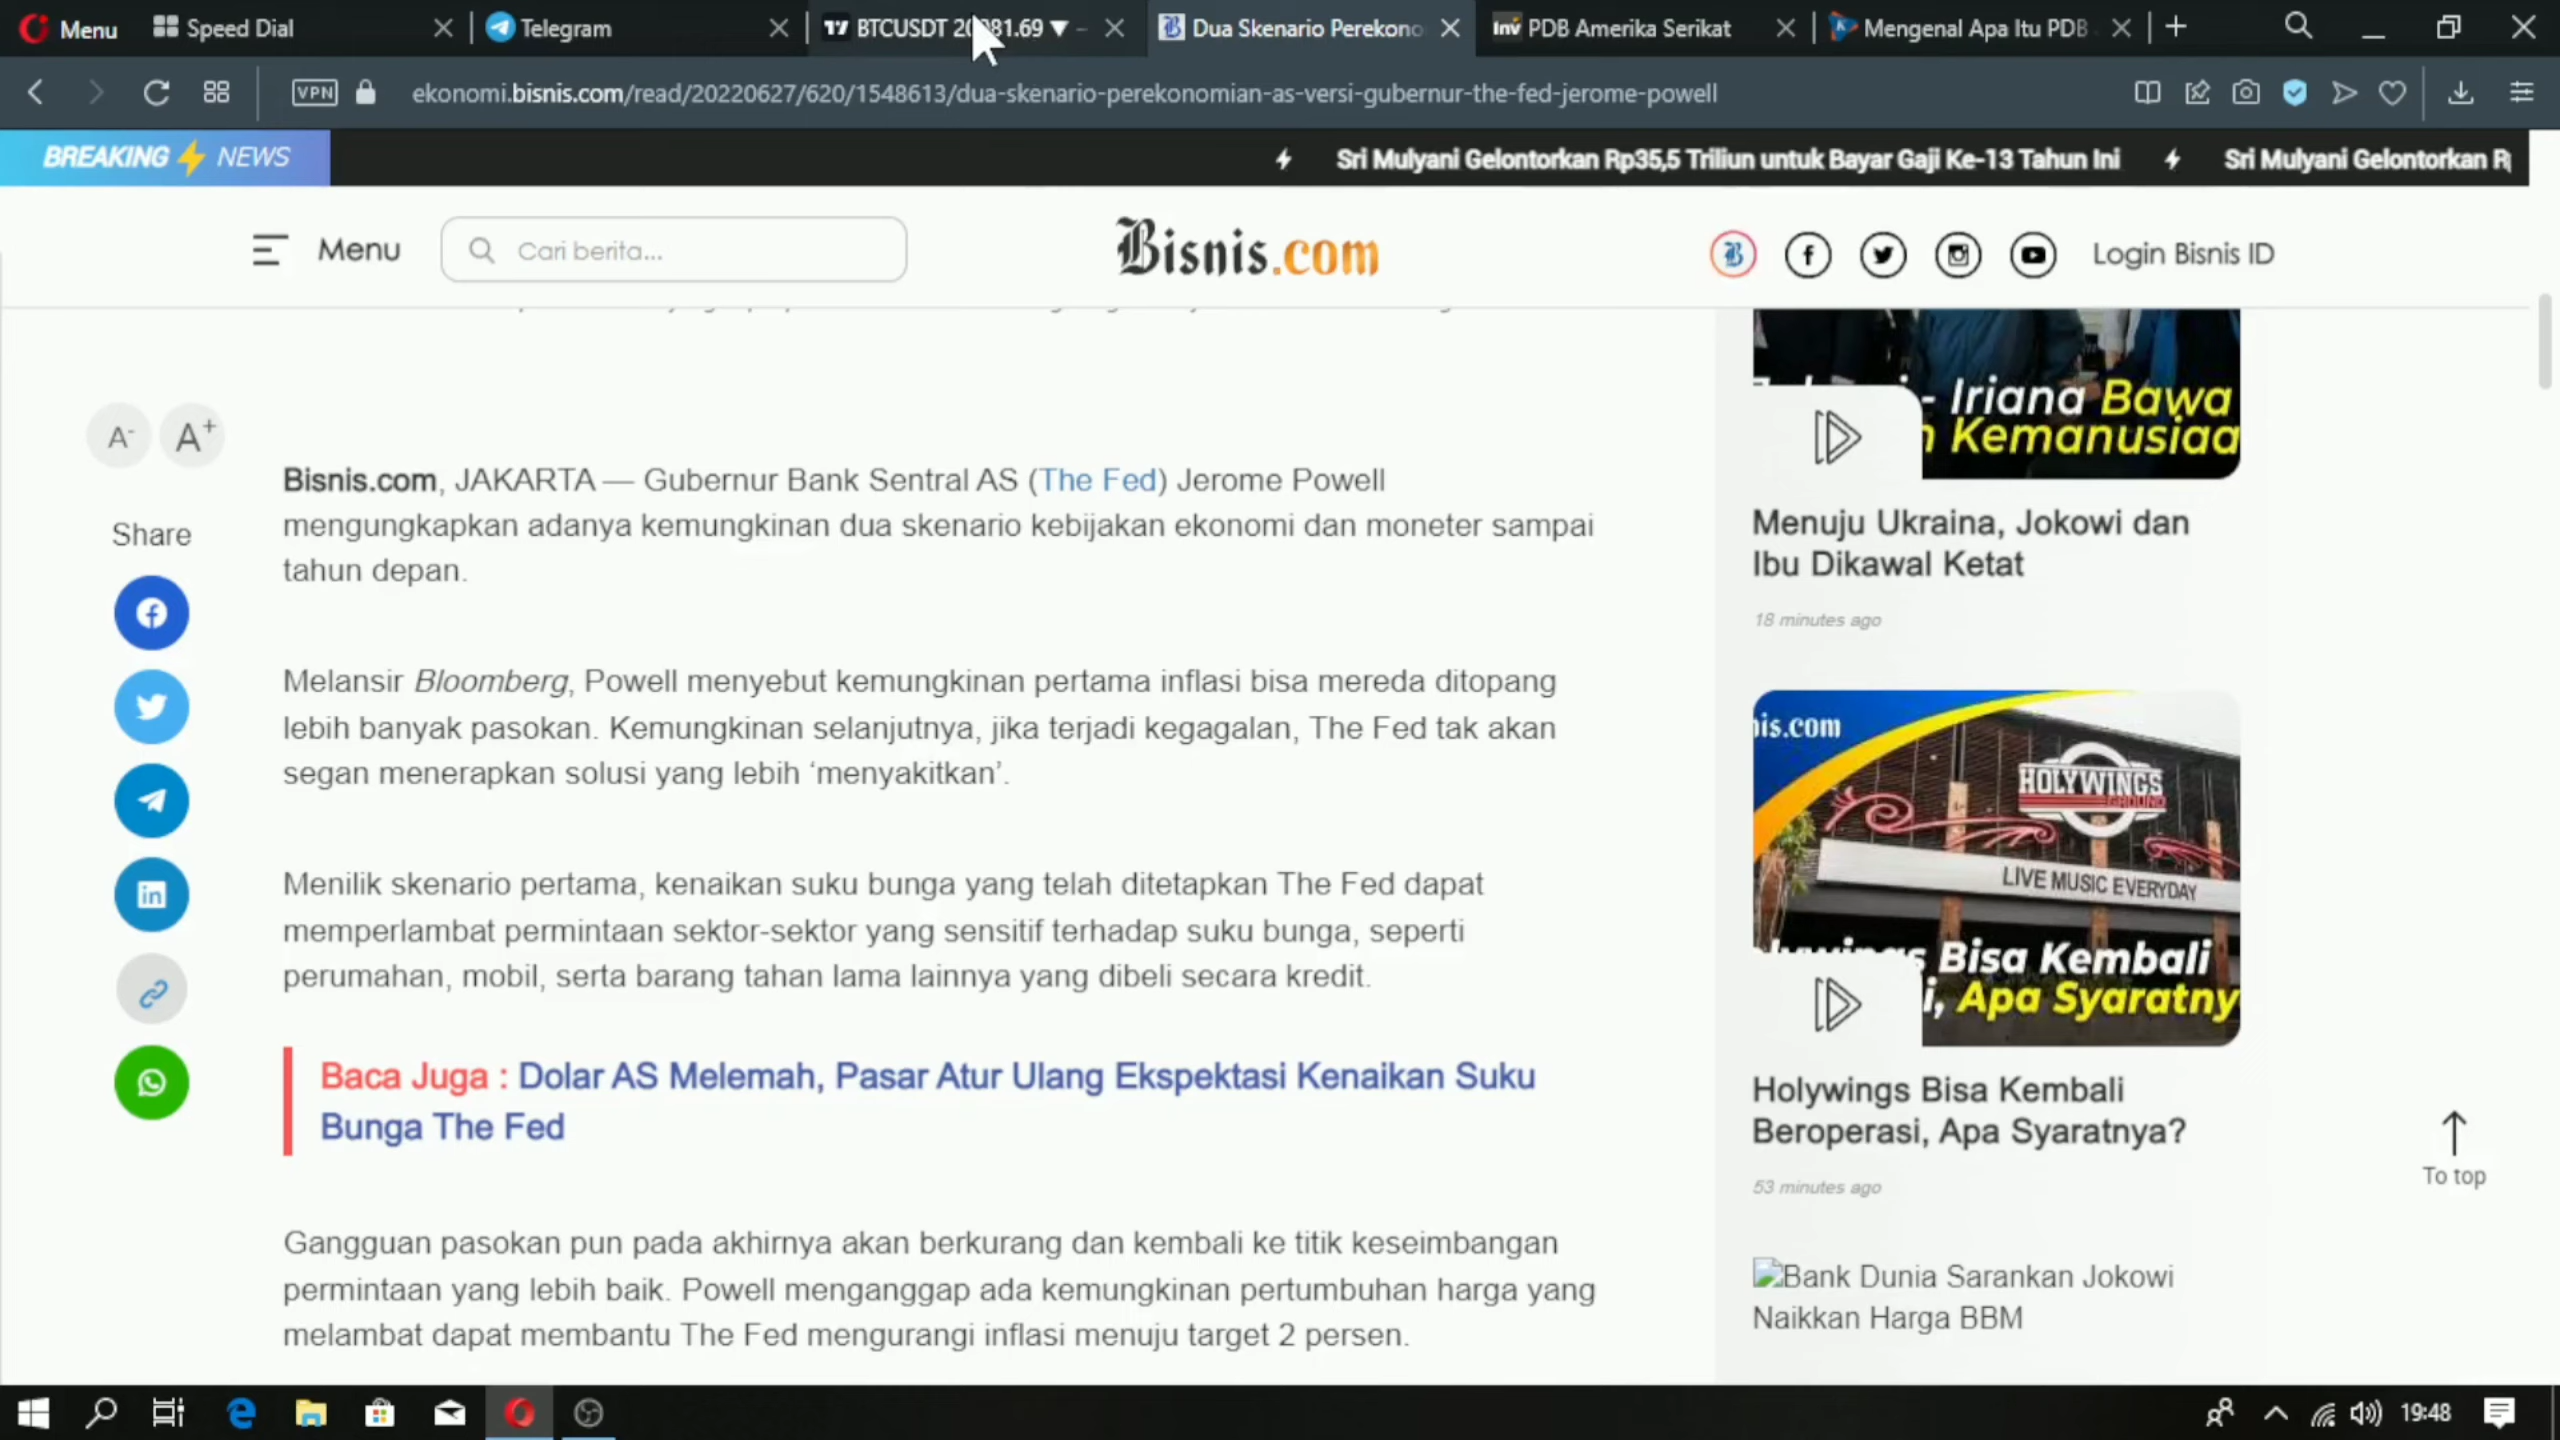 Menu
Speed Dial
Telegram
BTCUSDT
Dua Skenario Perekono
Inv PDB Amerika Serikat
Mengenal Apa Itu PDB
VPN
ekonomi.bisnis.com/read/20220627/620/1548613/dua-skenario-perekonomian-as-versi-gubernur-the-fed-jerome-powell
BREAKING NEWS
Sri Mulyani Gelontorkan Rp35,5 Triliun untuk Bayar Gaji Ke-13 Tahun Ini
Sri Mulyani Gelontorkan R
Menu
Cari berita...
Bisnis.com
Login Bisnis ID
A-
A+
Share
Bisnis.com, JAKARTA — Gubernur Bank Sentral AS (The Fed) Jerome Powell
mengungkapkan adanya kemungkinan dua skenario kebijakan ekonomi dan moneter sampai
tahun depan.
Melansir Bloomberg, Powell menyebut kemungkinan pertama inflasi bisa mereda ditopang
lebih banyak pasokan. Kemungkinan selanjutnya, jika terjadi kegagalan, The Fed tak akan
segan menerapkan solusi yang lebih ‘menyakitkan’.
Menilik skenario pertama, kenaikan suku bunga yang telah ditetapkan The Fed dapat
memperlambat permintaan sektor-sektor yang sensitif terhadap suku bunga, seperti
perumahan, mobil, serta barang tahan lama lainnya yang dibeli secara kredit.
Baca Juga : Dolar AS Melemah, Pasar Atur Ulang Ekspektasi Kenaikan Suku
Bunga The Fed
Gangguan pasokan pun pada akhirnya akan berkurang dan kembali ke titik keseimbangan
permintaan yang lebih baik. Powell menganggap ada kemungkinan pertumbuhan harga yang
melambat dapat membantu The Fed mengurangi inflasi menuju target 2 persen.
- Iriana Bawa
Kemanusiaa
Menuju Ukraina, Jokowi dan
Ibu Dikawal Ketat
18 minutes ago
is.com
HOLYWINGS
GROUND
LIVE MUSIC EVERYDAY
Bisa Kembali
i, Apa Syaratny
Holywings Bisa Kembali
Beroperasi, Apa Syaratnya?
53 minutes ago
Bank Dunia Sarankan Jokowi
Naikkan Harga BBM
To top
19:48